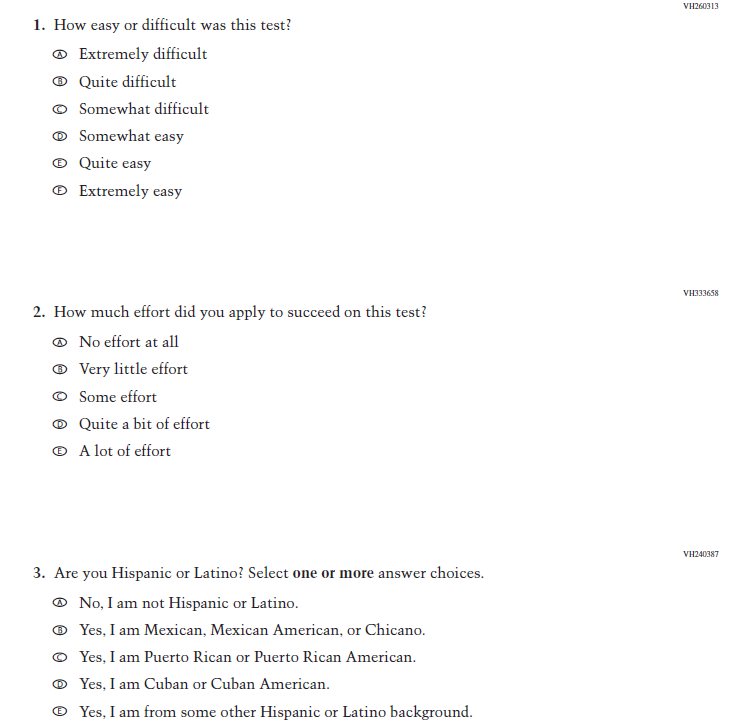 VH260313
1. How easy or difficult was this test?
A Extremely difficult
B Quite difficult
C Somewhat difficult
D Somewhat easy
E Quite easy
F Extremely easy
VH333658
2. How much effort did you apply to succeed on this test?
A No effort at all
B Very little effort
C Some effort
D Quite a bit of effort
E A lot of effort
VH240387
3. Are you Hispanic or Latino? Select one or more answer choices.
A No, I am not Hispanic or Latino.
B Yes, I am Mexican, Mexican American, or Chicano.
C Yes, I am Puerto Rican or Puerto Rican American.
D Yes, I am Cuban or Cuban American.
E Yes, I am from some other Hispanic or Latino background.